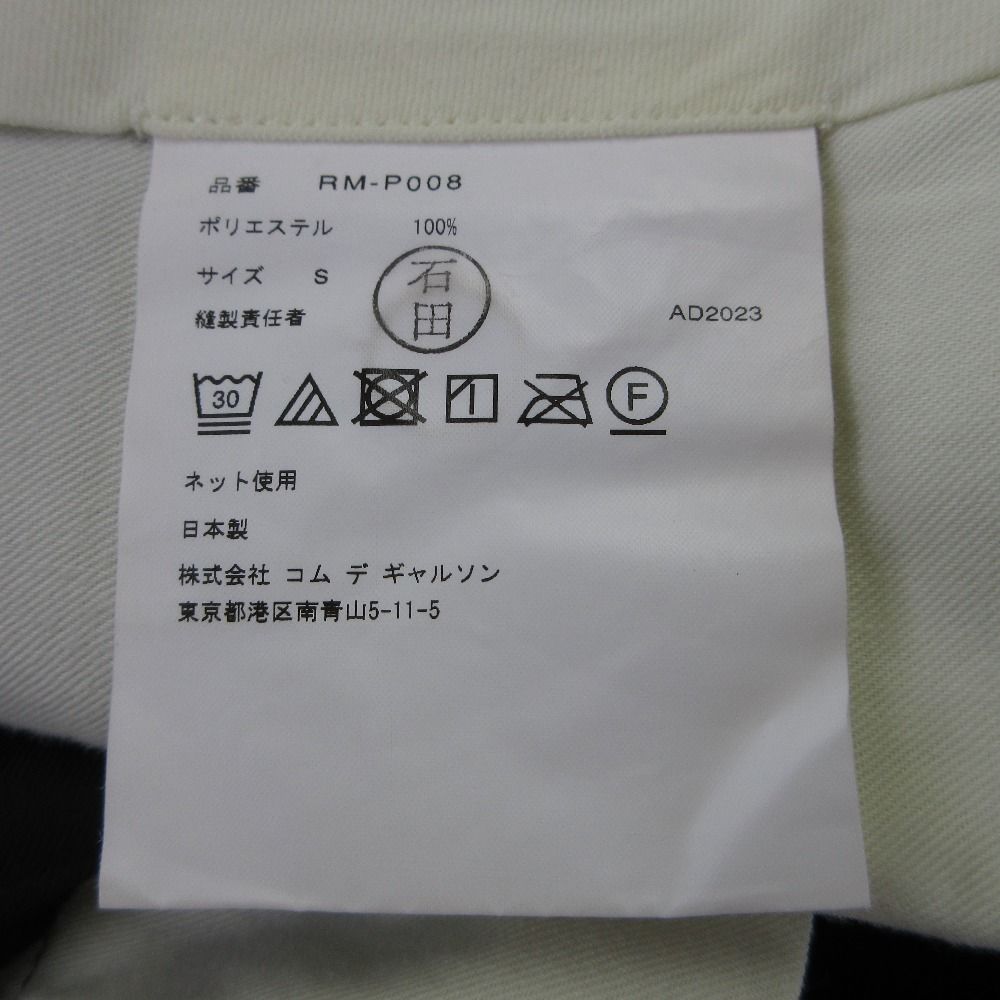 品番 RM-P008
ポリエステル 100%
サイズ S
石田
縫製責任者 AD2023
30 F
ネット使用
日本製
株式会社 コム デ ギャルソン
東京都港区南青山5-11-5